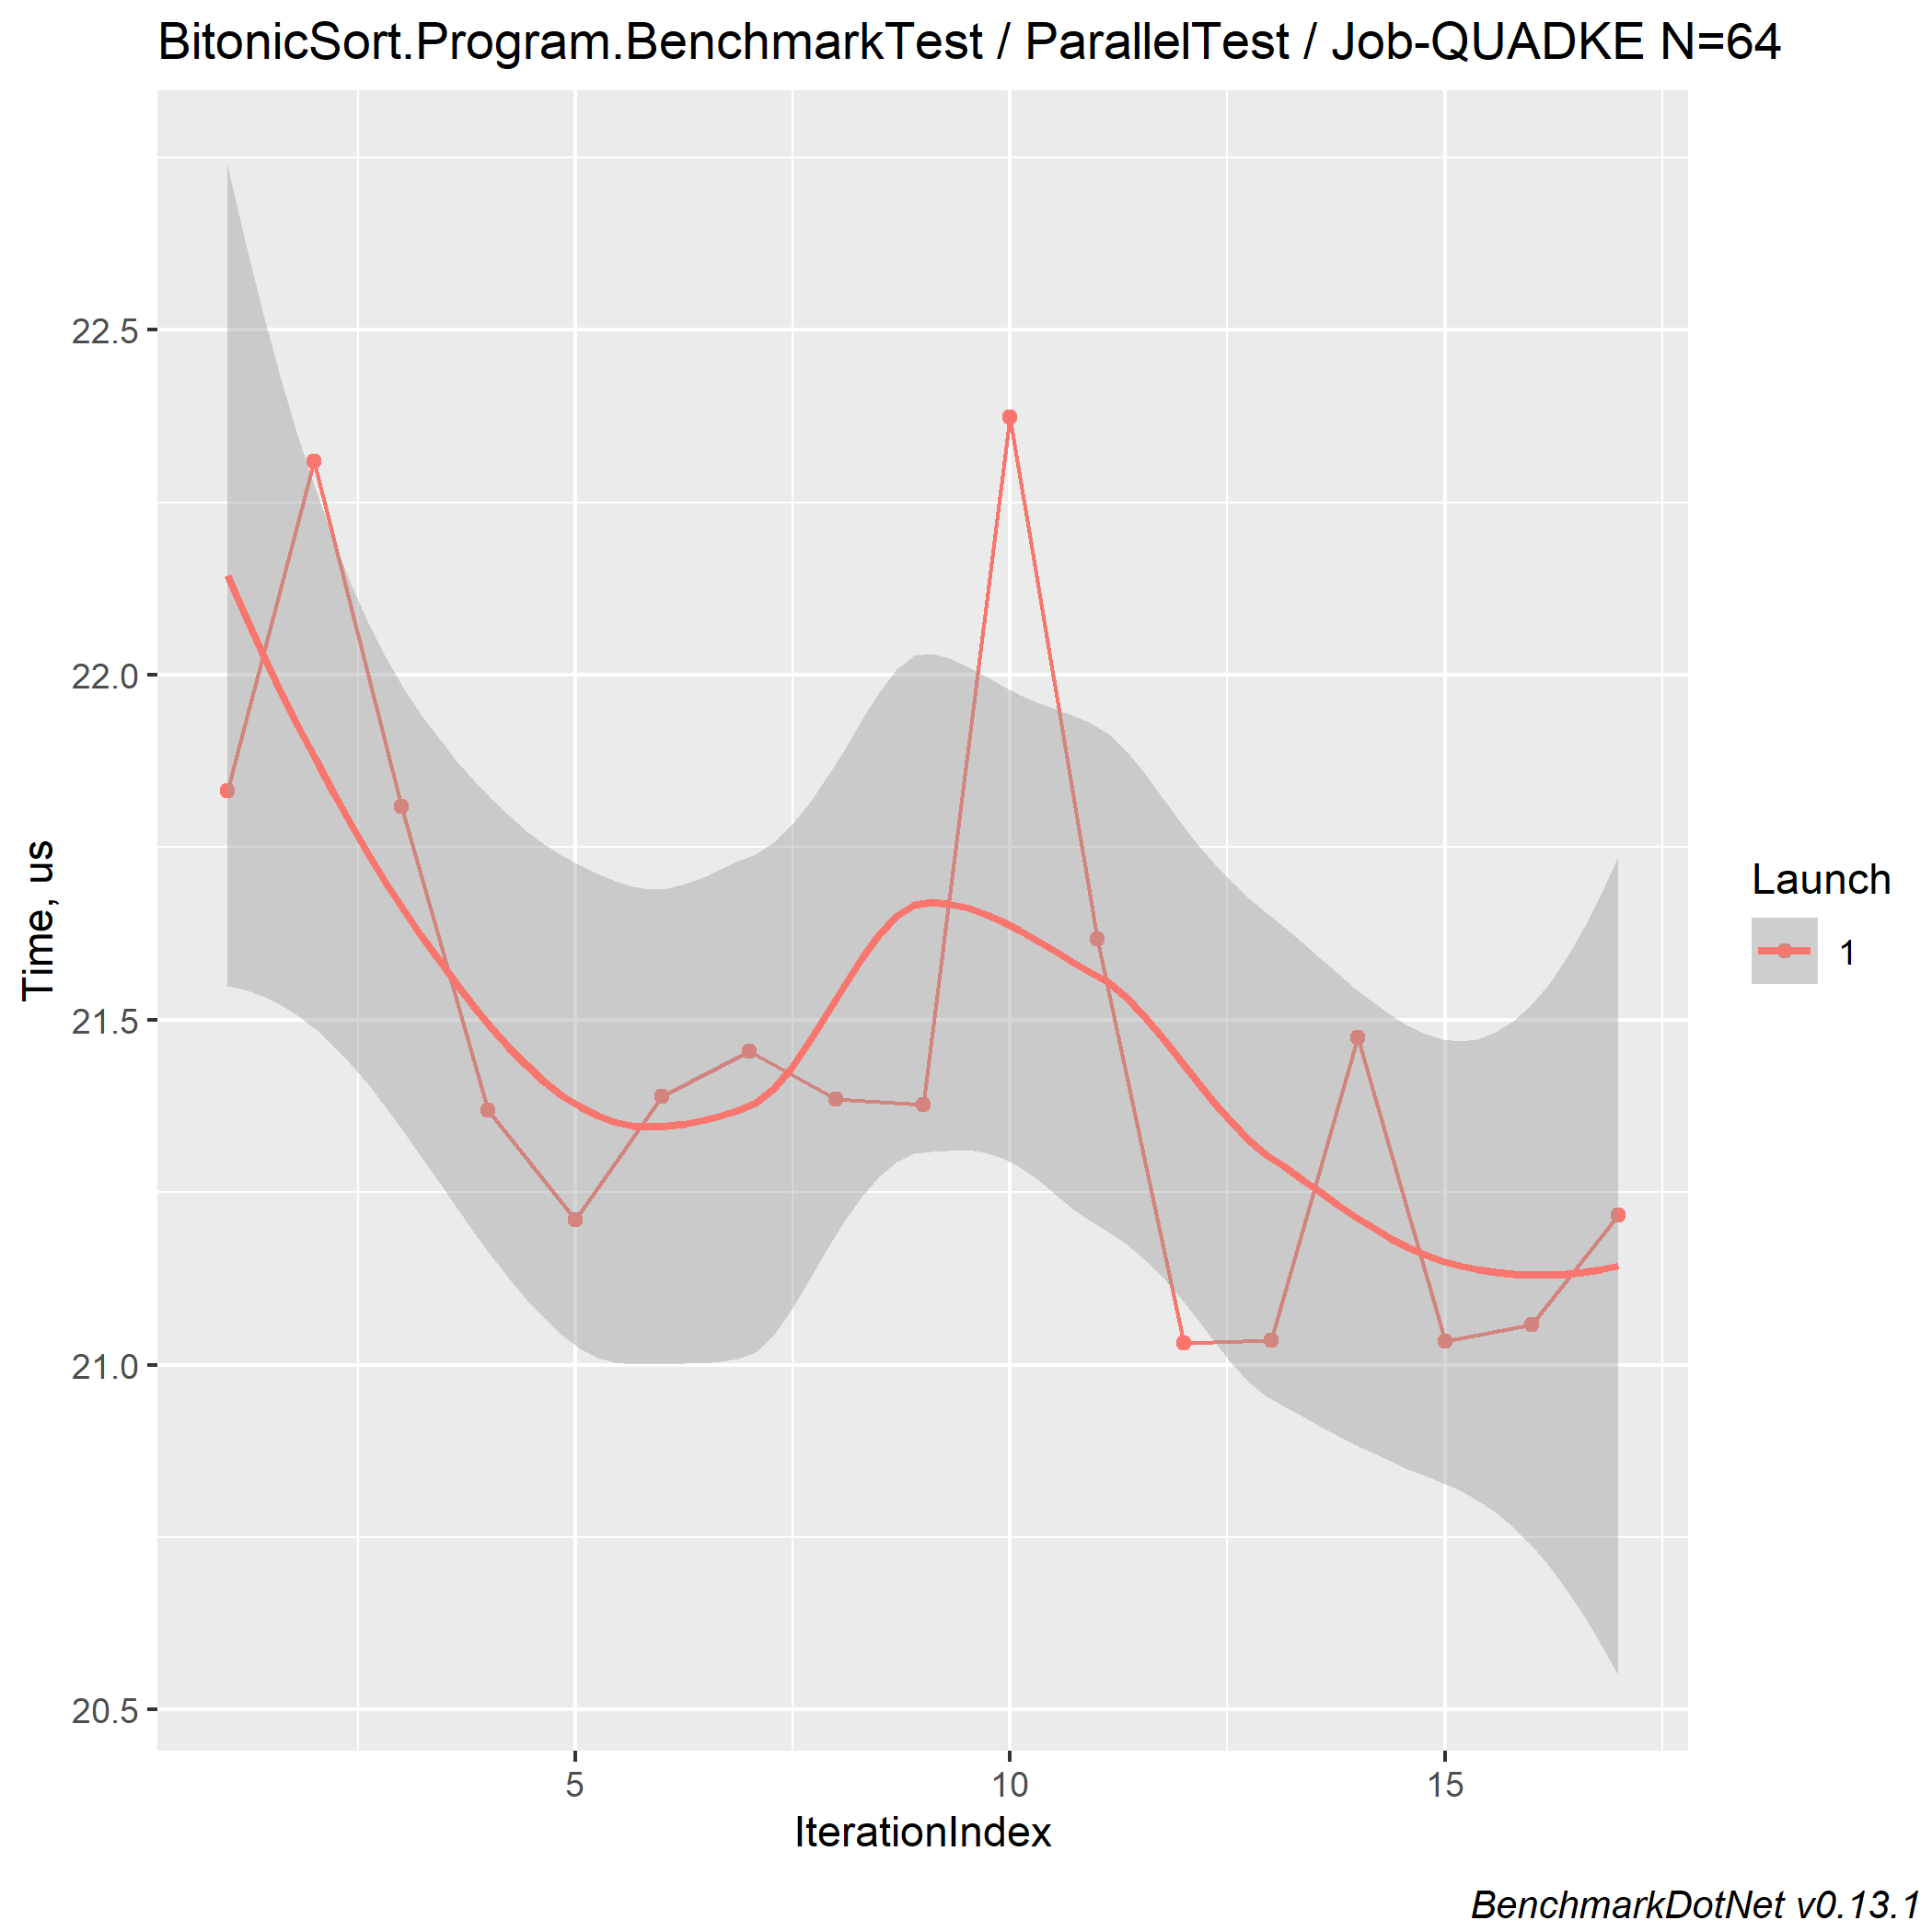 BitonicSort.Program.BenchmarkTest / ParallelTest / Job-QUADKE N=64
22.5
22.0
21.5
21.0
20.5
Time, us
5 10 15
IterationIndex
Launch
1
BenchmarkDotNet v0.13.1